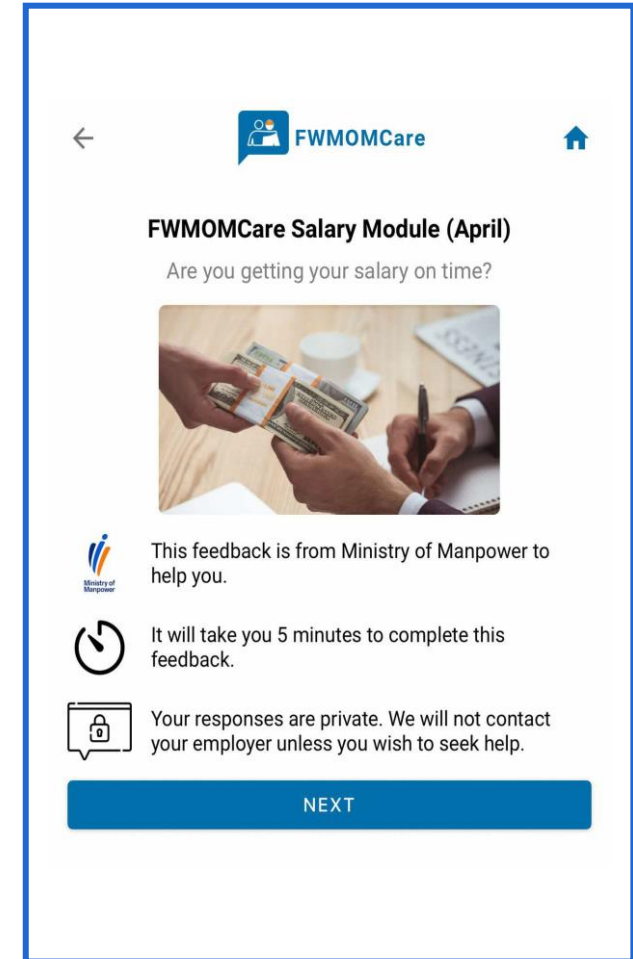 FWMOMCare
FWMOMCare Salary Module (April)
Are you getting your salary on time?
This feedback is from Ministry of Manpower to
help you.
Ministry of
Manpower
It will take you 5 minutes to complete this
feedback.
Your responses are private. We will not contact
your employer unless you wish to seek help.
NEXT